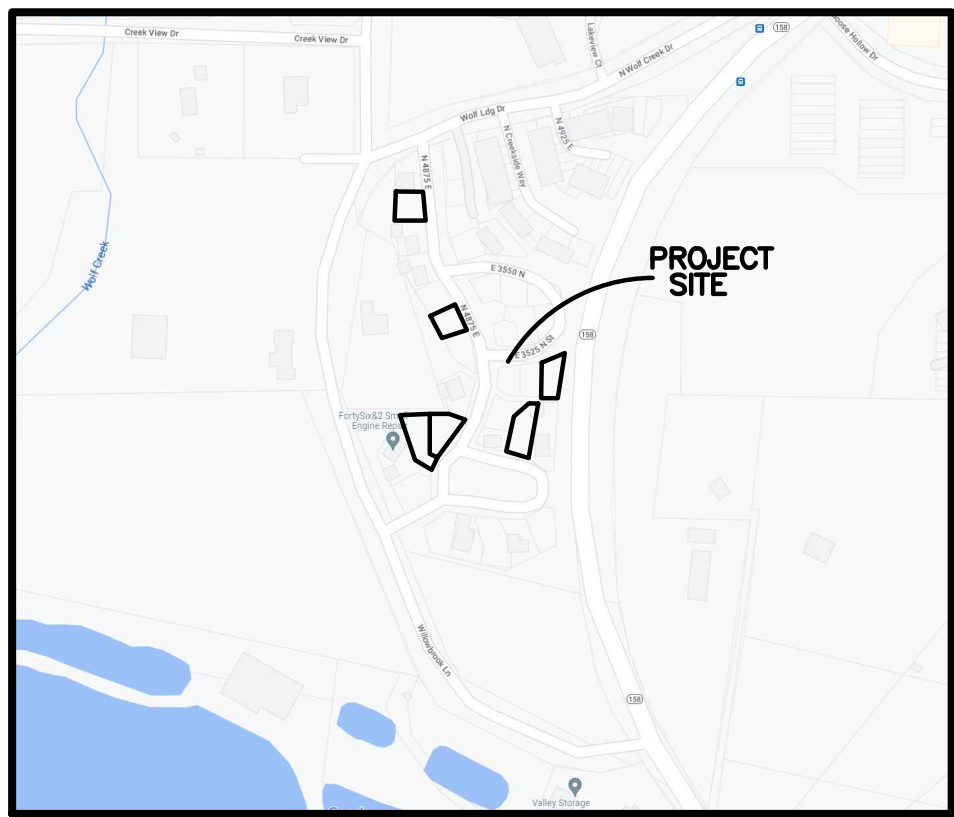 Creek View Dr
Creek View Dr
158
Moose Hollow Dr
Lakeview Ct
N Wolf Creek Dr
Wolf Ldg Dr
N 4925 E
N Creekside Way
N 4875 E
Wolf Creek
PROJECT
SITE
E 3550 N
N 4875 E
158
E 3525 N St
FortySix&2 Small
Engine Repair
Willowbrook Ln
158
Valley Storage